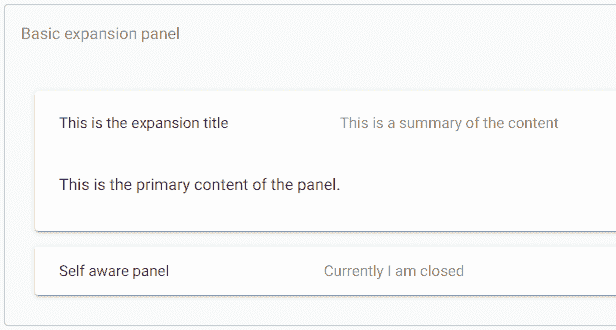 Basic expansion panel
This is the expansion title This is a summary of the content
This is the primary content of the panel.
Self aware panel Currently I am closed